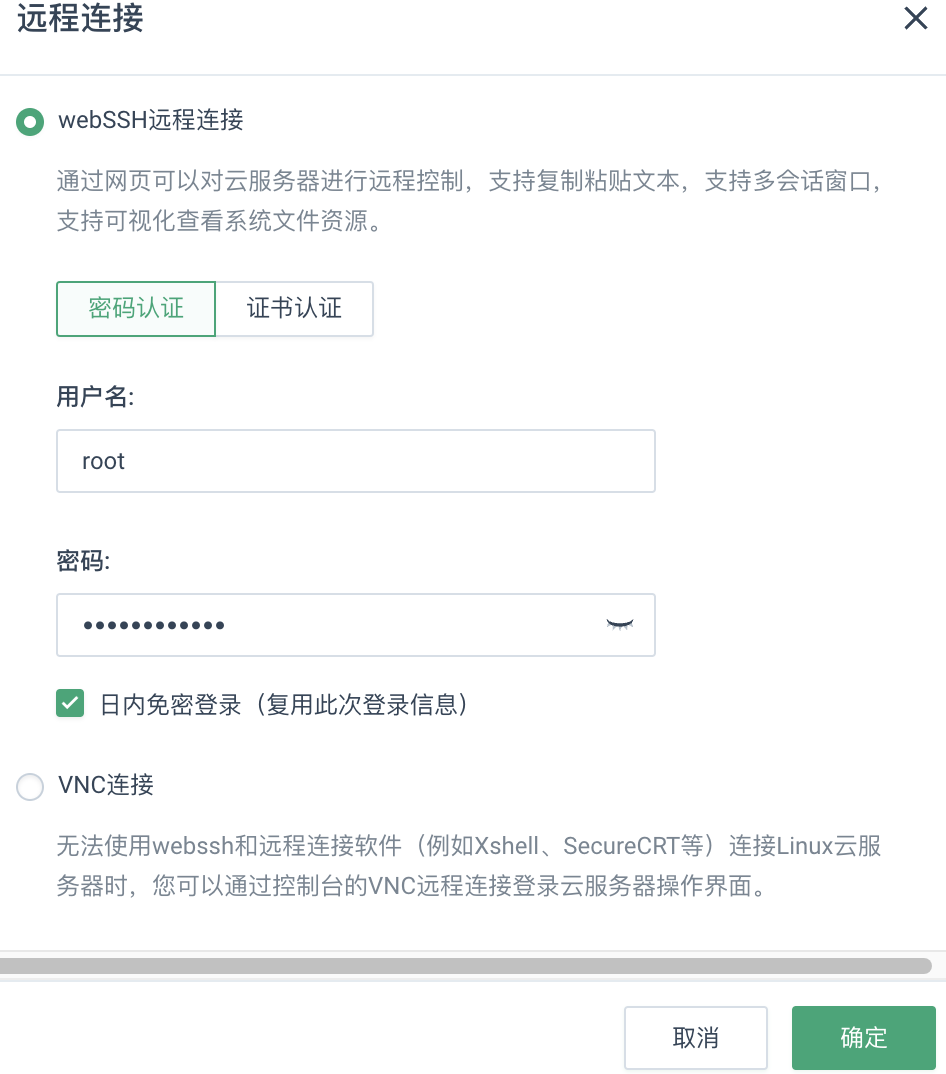 远程连接
webSSH远程连接
通过网页可以对云服务器进行远程控制，支持复制粘贴文本，支持多会话窗口，
支持可视化查看系统文件资源。
密码认证 证书认证
用户名:
root
密码:
••••••••••••
日内免密登录（复用此次登录信息）
VNC连接
无法使用webssh和远程连接软件（例如Xshell、SecureCRT等）连接Linux云服
务器时，您可以通过控制台的VNC远程连接登录云服务器操作界面。
取消 确定